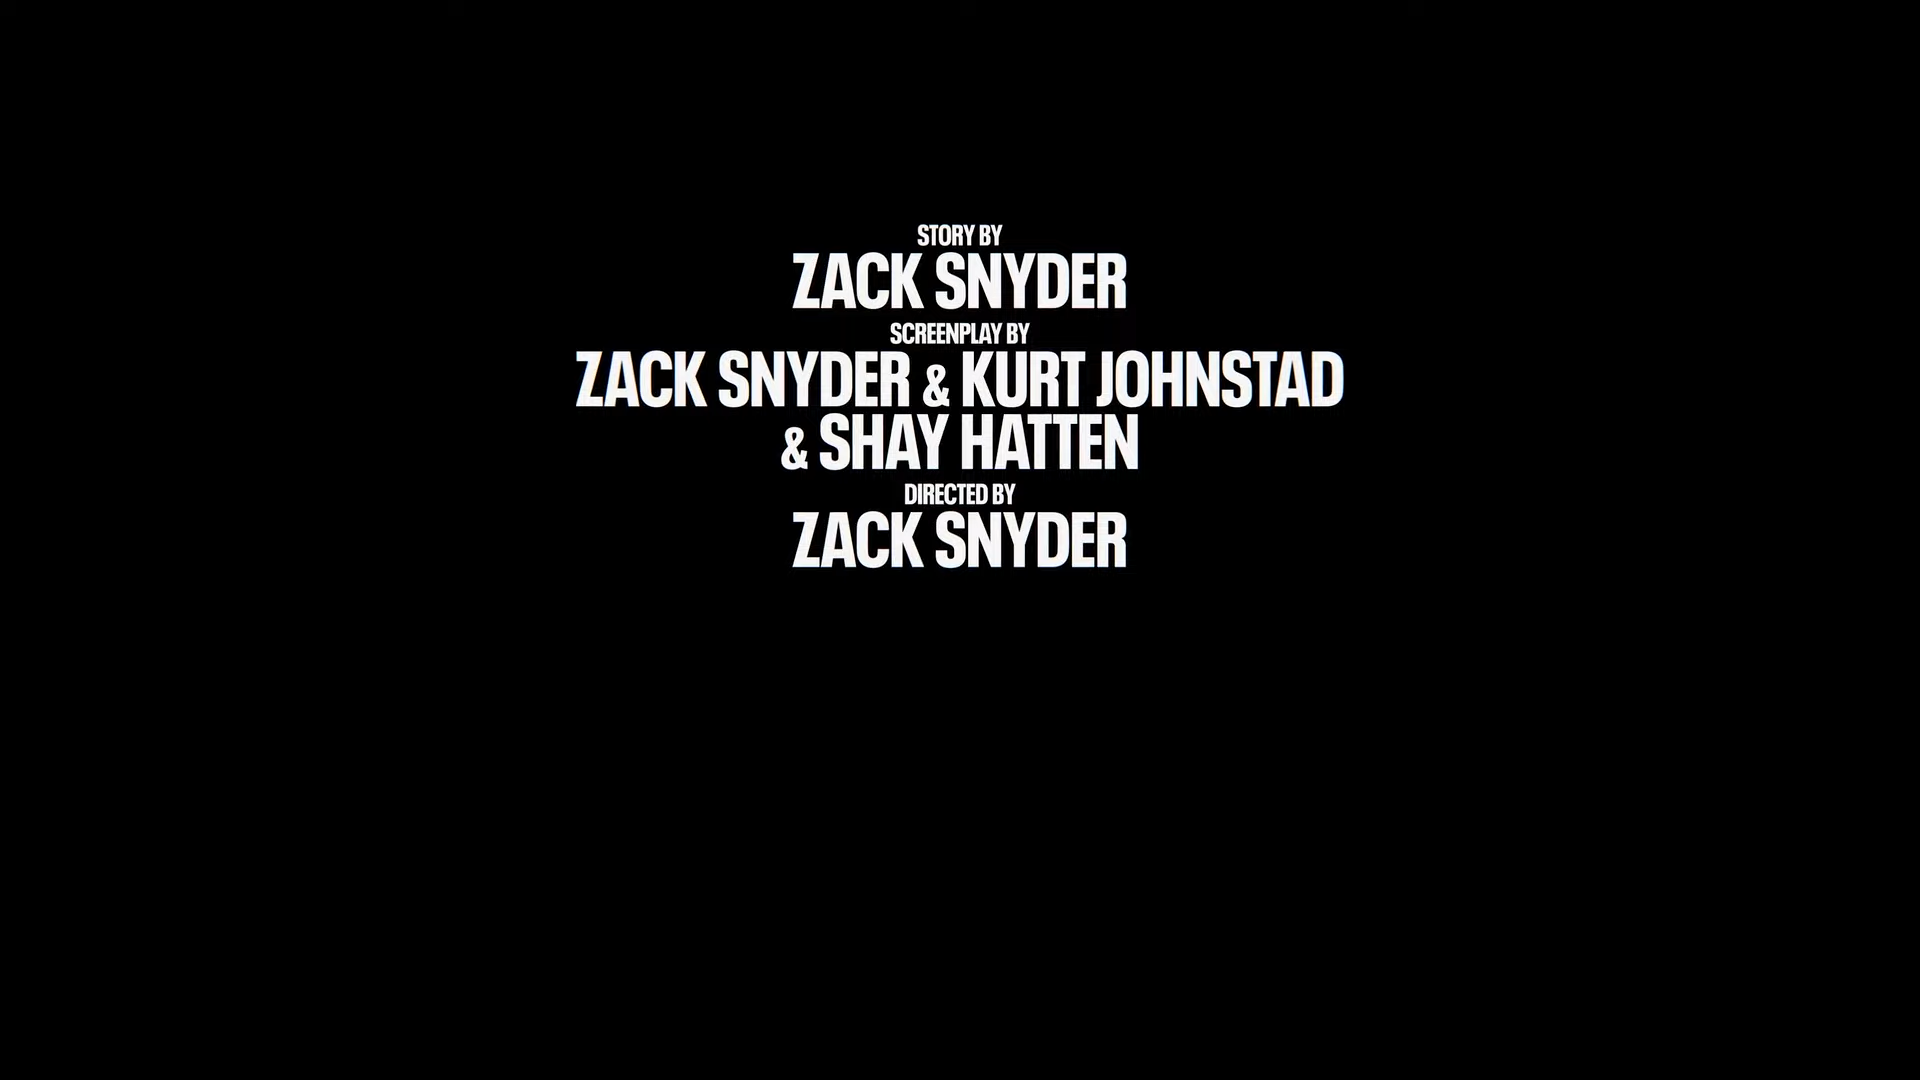 STORY BY
ZACK SNYDER
SCREENPLAY BY
ZACK SNYDER & KURT JOHNSTAD
& SHAY HATTEN
DIRECTED BY
ZACK SNYDER